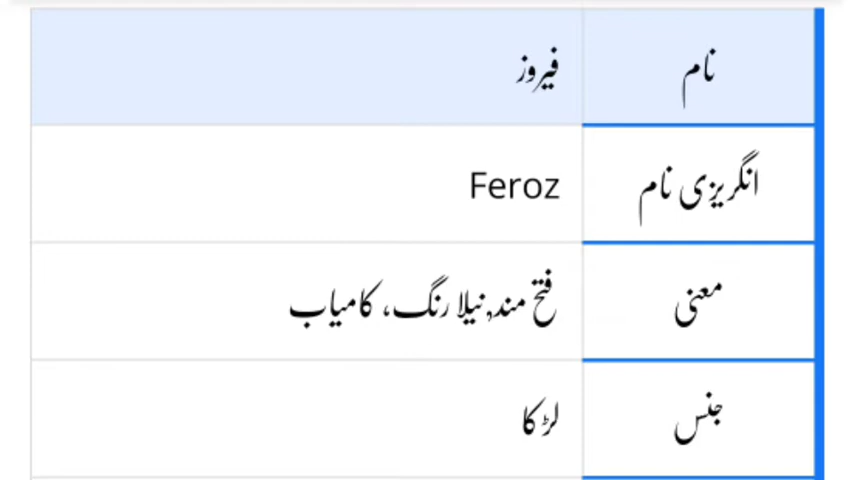 نام فیروز
انگریزی نام Feroz
معنی فتح مند,نیلا رنگ، کامیاب
جنس لڑکا